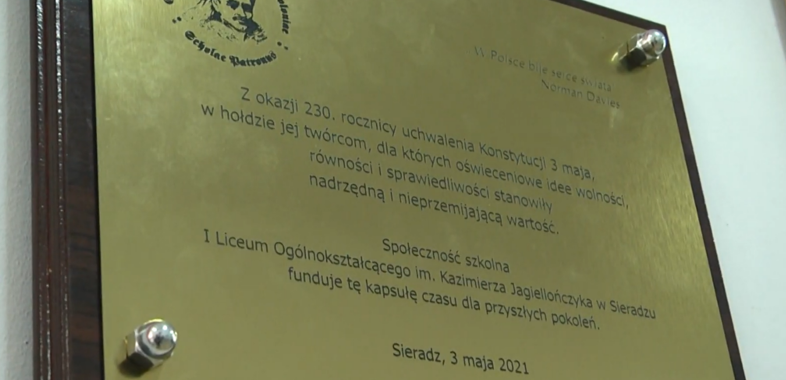 Scholae Patronus
W Polsce bije serce świata
Norman Davies
Z okazji 230. rocznicy uchwalenia Konstytucji 3 maja,
w hołdzie jej twórcom, dla których oświeceniowe idee wolności,
równości i sprawiedliwości stanowiły
nadrzędną i nieprzemijającą wartość.
Społeczność szkolna
I Liceum Ogólnokształcącego im. Kazimierza Jagiellończyka w Sieradzu
funduje tę kapsułę czasu dla przyszłych pokoleń.
Sieradz, 3 maja 2021